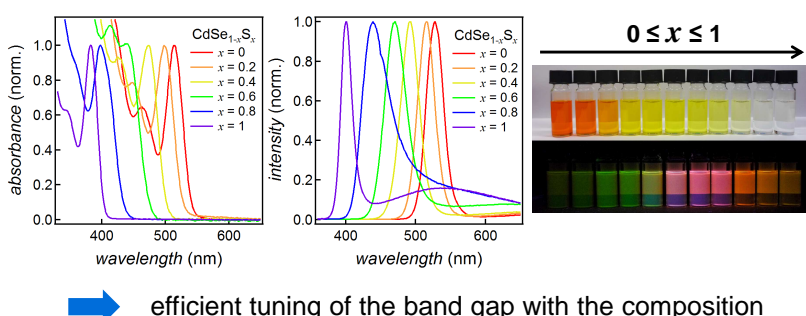 CdSe1-xSx
x = 0
x = 0.2
x = 0.4
x = 0.6
x = 0.8
x = 1
absorbance (norm.)
1.0
0.8
0.6
0.4
0.2
0.0
400
500
600
wavelength (nm)
CdSe1-xSx
x = 0
x = 0.2
x = 0.4
x = 0.6
x = 0.8
x = 1
intensity (norm.)
1.0
0.8
0.6
0.4
0.2
0.0
400
500
600
wavelength (nm)
0 ≤ x ≤ 1
efficient tuning of the band gap with the composition